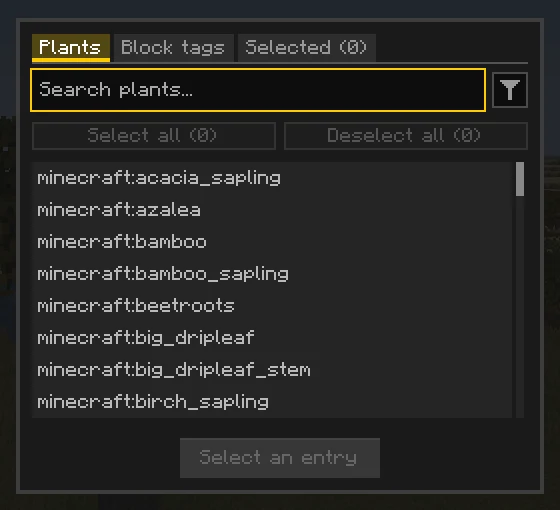 Plants Block tags Selected (0)
Search plants...
Select all (0) Deselect all (0)
minecraft:acacia_sapling
minecraft:azalea
minecraft:bamboo
minecraft:bamboo_sapling
minecraft:beetroots
minecraft:big_dripleaf
minecraft:big_dripleaf_stem
minecraft:birch_sapling
Select an entry